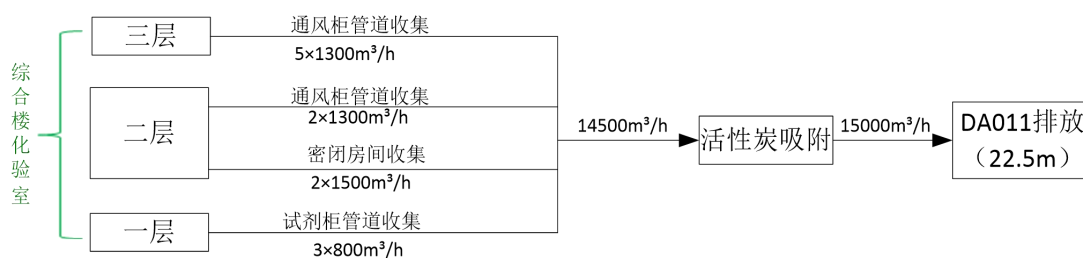 综合楼化验室
三层
通风柜管道收集
5×1300m³/h
二层
通风柜管道收集
2×1300m³/h
密闭房间收集
2×1500m³/h
一层
试剂柜管道收集
3×800m³/h
14500m³/h
活性炭吸附
15000m³/h
DA011排放
（22.5m）